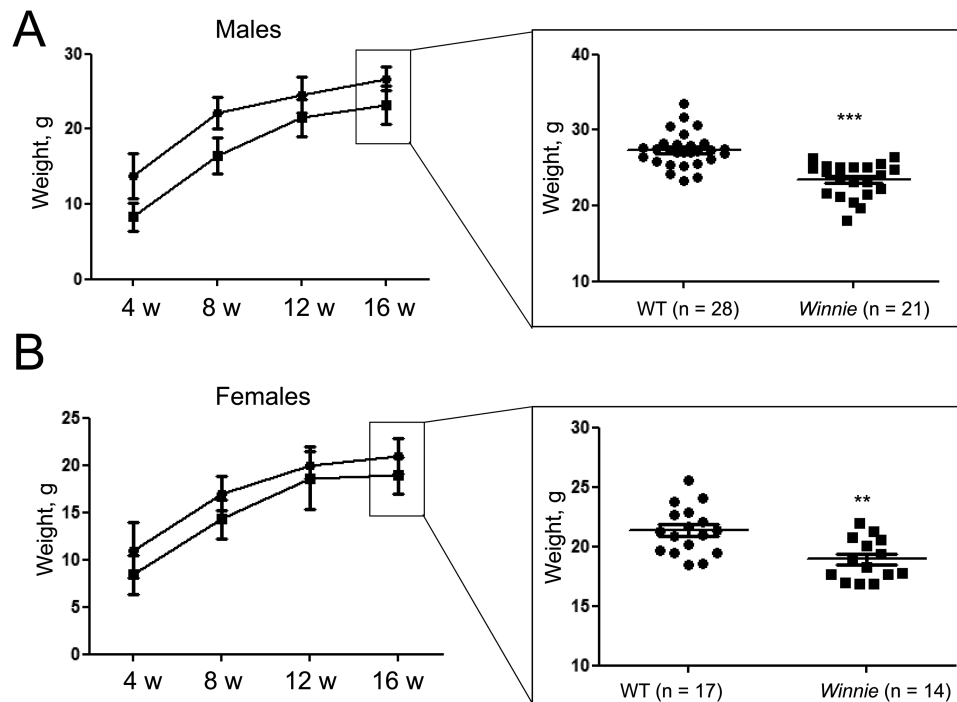 A
Males
Weight, g
30
20
10
0
4 w 8 w 12 w 16 w
Weight, g
40
30
20
10
***
WT (n = 28) Winnie (n = 21)
B
Females
Weight, g
25
20
15
10
5
0
4 w 8 w 12 w 16 w
Weight, g
30
25
20
15
10
**
WT (n = 17) Winnie (n = 14)